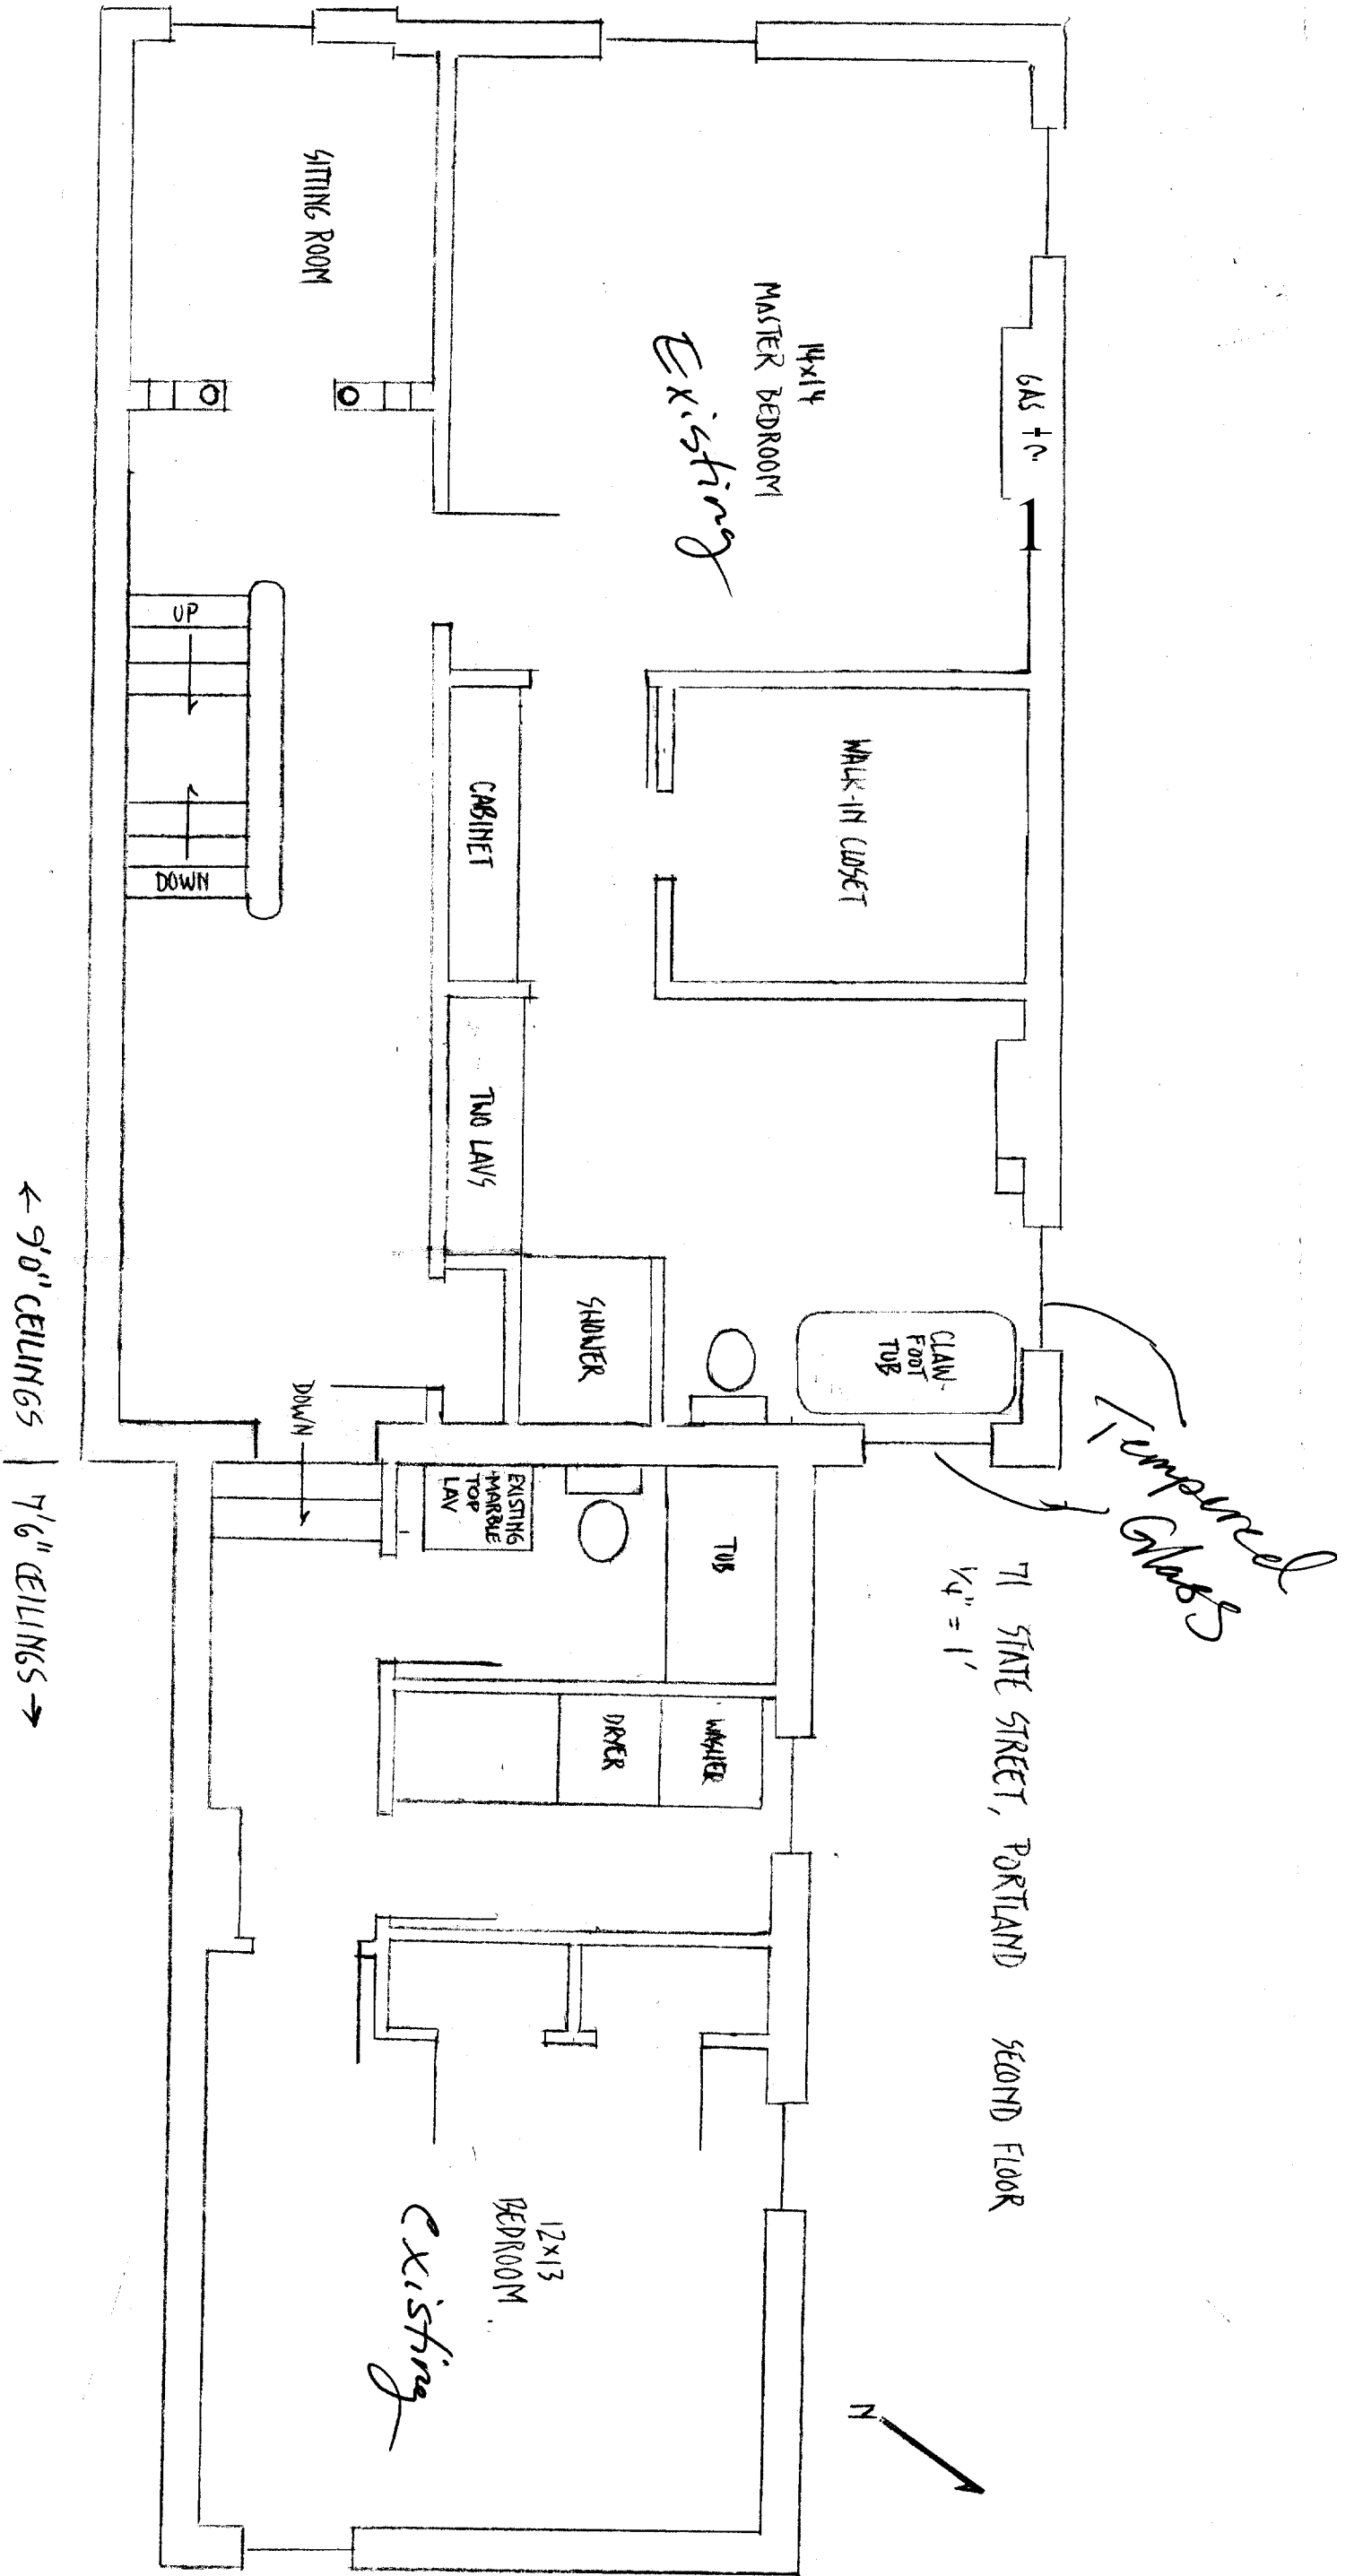 71 STATE STREET, PORTLAND SECOND FLOOR
1/4" = 1'
N
Tempered
Glass
GAS
14x14
MASTER BEDROOM
Existing
SITTING ROOM
UP
DOWN
WALK-IN CLOSET
CABINET
TWO LAVS
SHOWER
CLAW-
FOOT
TUB
DOWN
EXISTING
MARBLE
TOP
LAV
TUB
WASHER
DRYER
12x13
BEDROOM
existing
← 9'0" CEILINGS | 7'6" CEILINGS →